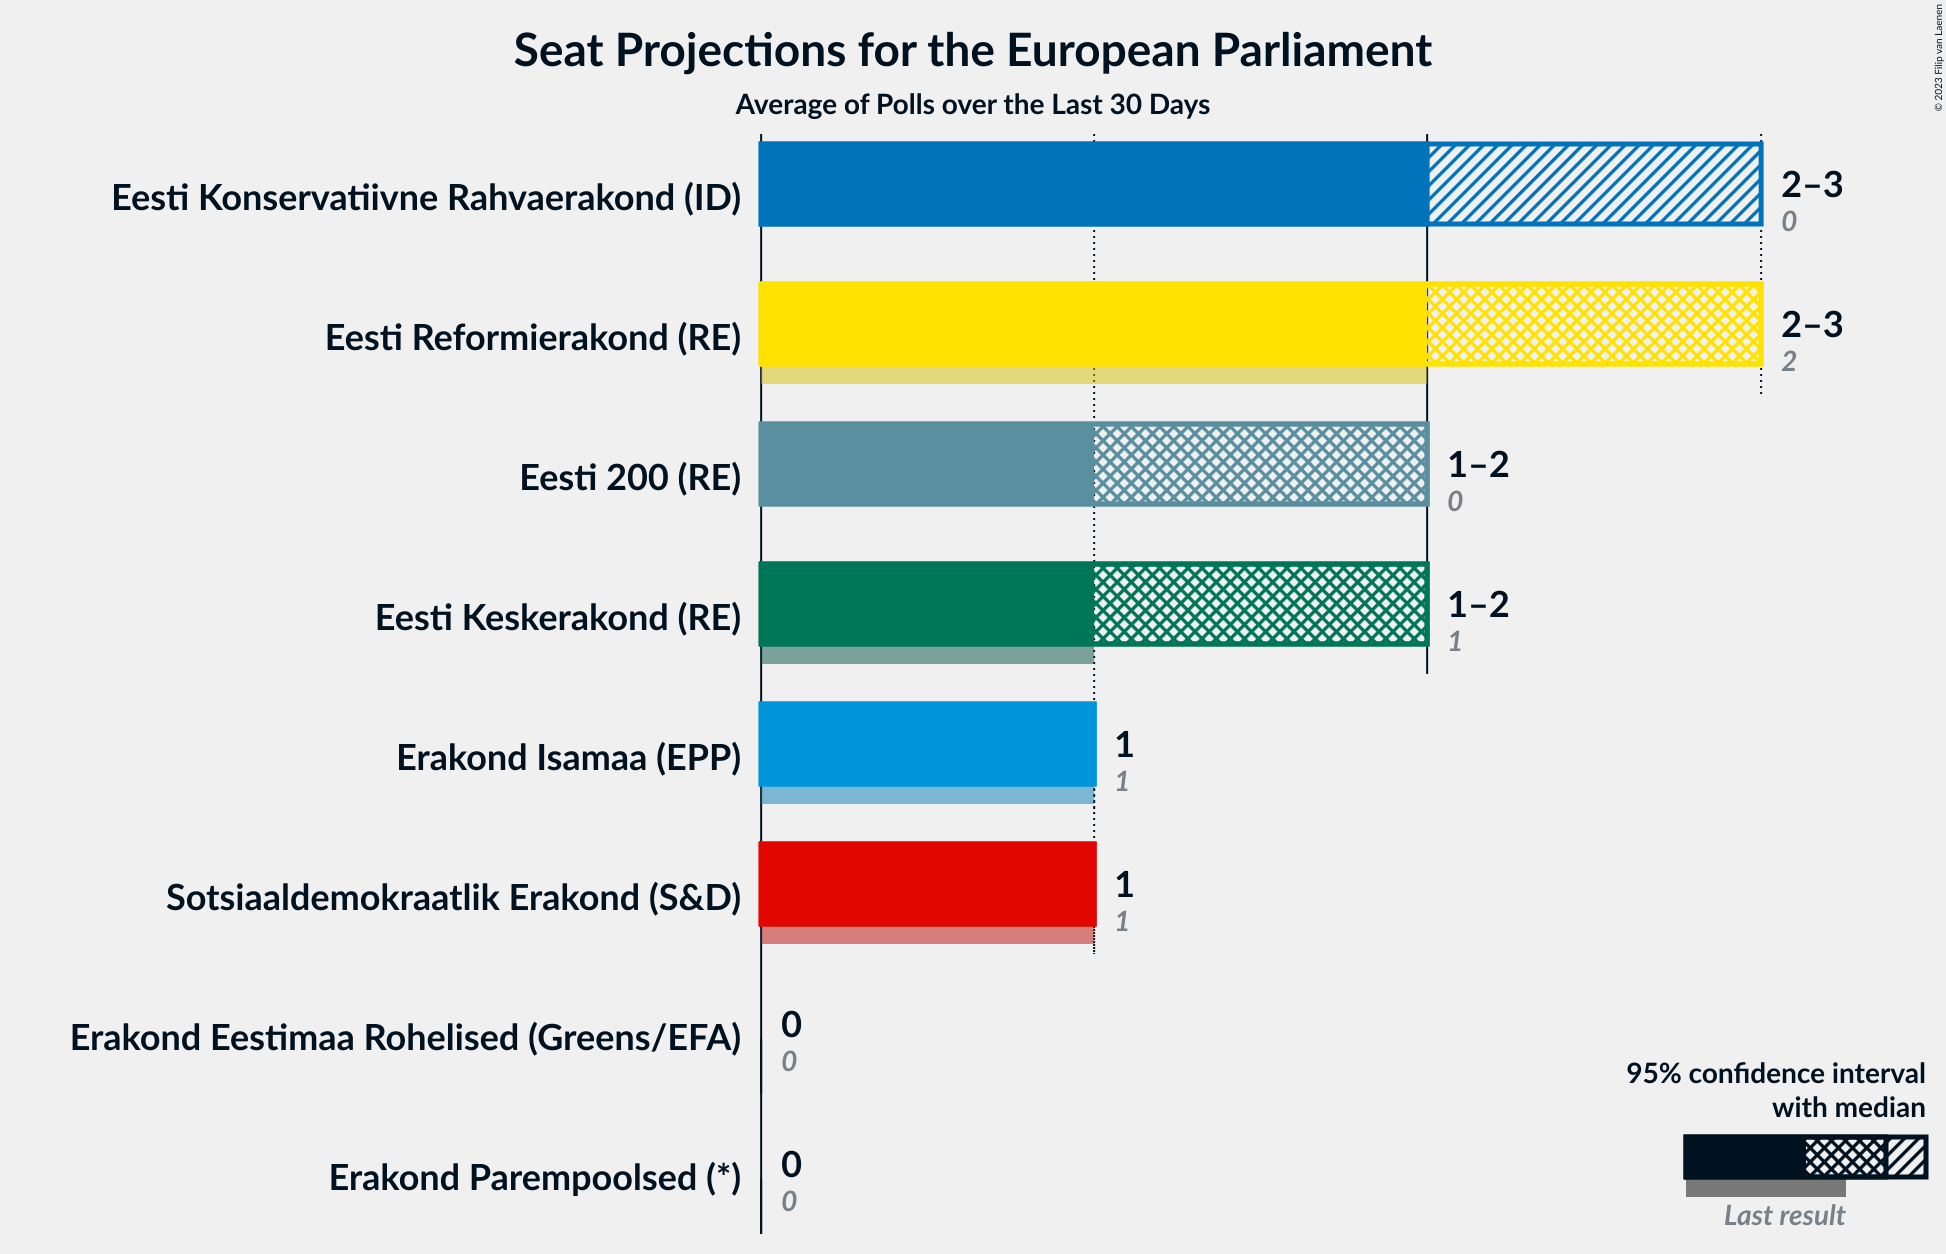 Seat Projections for the European Parliament
Average of Polls over the Last 30 Days
© 2023 Filip van Laenen
Eesti Konservatiivne Rahvaerakond (ID)
2–3
0
Eesti Reformierakond (RE)
2–3
2
Eesti 200 (RE)
1–2
0
Eesti Keskerakond (RE)
1–2
1
Erakond Isamaa (EPP)
1
1
Sotsiaaldemokraatlik Erakond (S&D)
1
1
Erakond Eestimaa Rohelised (Greens/EFA)
0
0
Erakond Parempoolsed (*)
0
0
95% confidence interval
with median
Last result